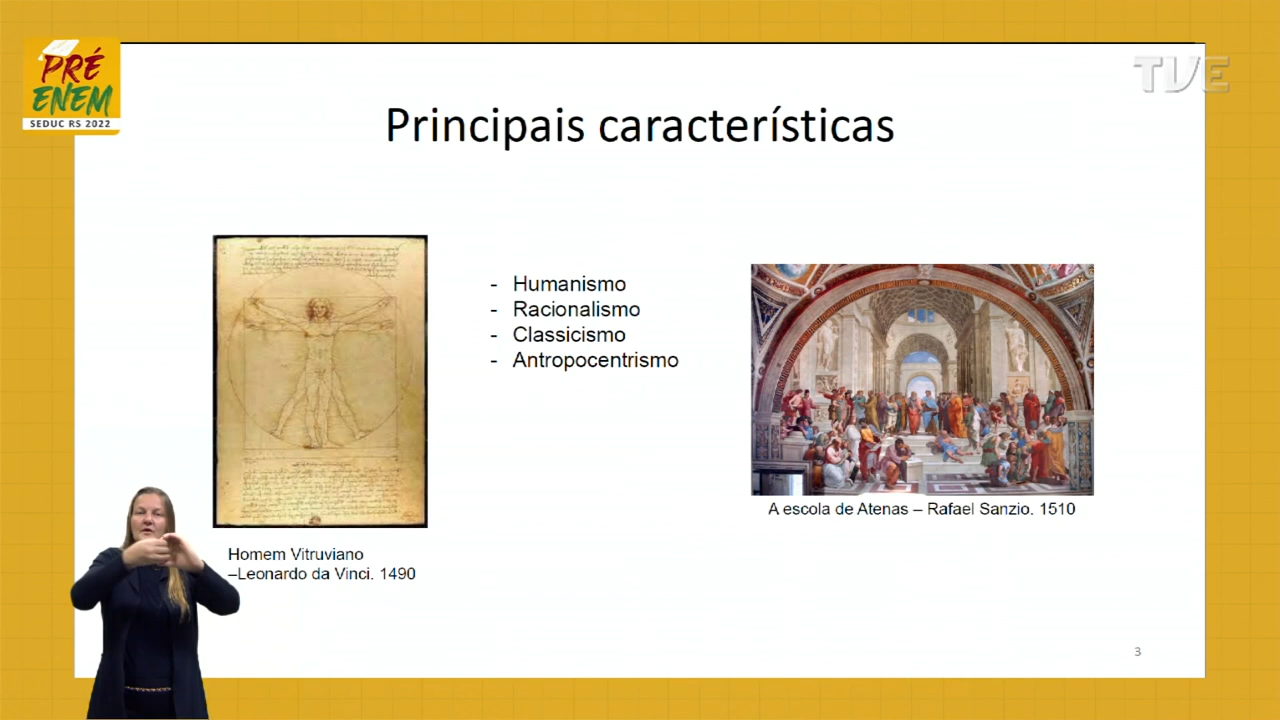 PRÉ
ENEM
SEDUC RS 2022
TVE
Principais características
- Humanismo
- Racionalismo
- Classicismo
- Antropocentrismo
A escola de Atenas – Rafael Sanzio. 1510
Homem Vitruviano
–Leonardo da Vinci. 1490
3